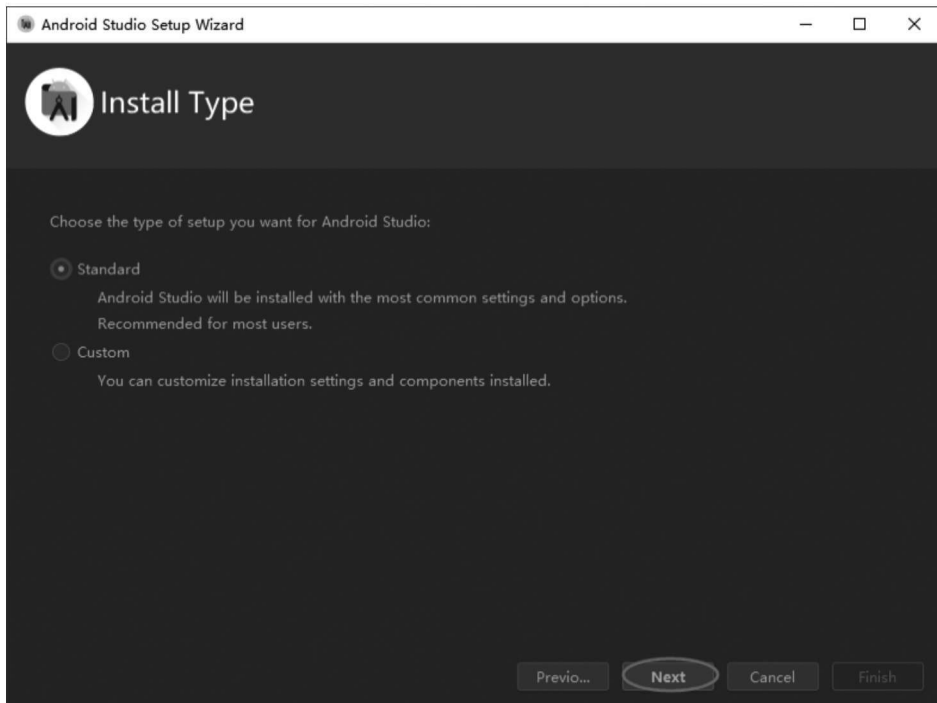 Android Studio Setup Wizard
Install Type
Choose the type of setup you want for Android Studio:
Standard
Android Studio will be installed with the most common settings and options.
Recommended for most users.
Custom
You can customize installation settings and components installed.
Previo... Next Cancel Finish